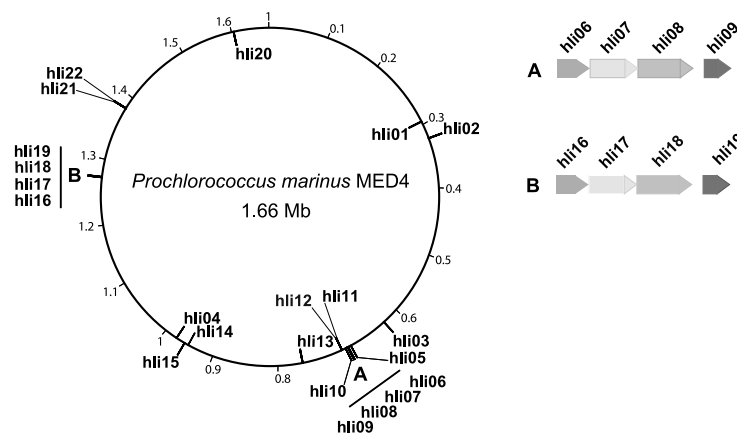 1
0.1
0.2
0.3
0.4
0.5
0.6
0.8
0.9
1
1.1
1.2
1.3
1.4
1.5
1.6
hli20
hli22
hli21
hli01
hli02
hli19
hli18
hli17
hli16
B
Prochlorococcus marinus MED4
1.66 Mb
hli12
hli11
hli04
hli14
hli15
hli13
hli03
hli05
A
hli10
hli06
hli07
hli08
hli09
hli06 hli07 hli08 hli09
A
hli16 hli17 hli18 hli19
B